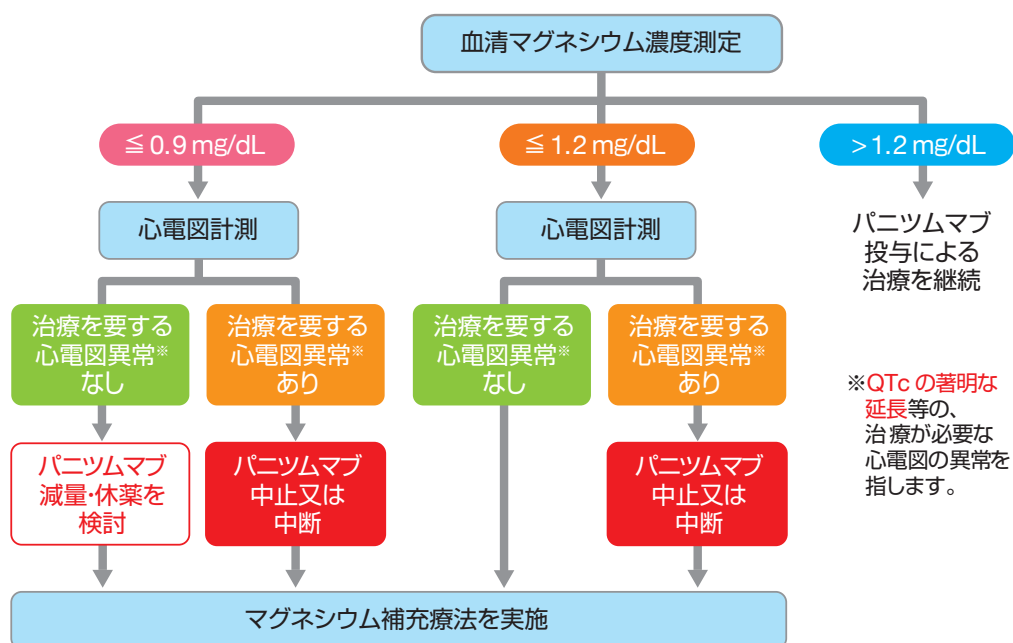 血清マグネシウム濃度測定
≦0.9 mg/dL
≦1.2 mg/dL
>1.2 mg/dL
心電図計測
心電図計測
パニツムマブ
投与による
治療を継続
治療を要する
心電図異常※
なし
治療を要する
心電図異常※
あり
治療を要する
心電図異常※
なし
治療を要する
心電図異常※
あり
※QTcの著明な
延長等の、
治療が必要な
心電図の異常を
指します。
パニツムマブ
減量・休薬を
検討
パニツムマブ
中止又は
中断
パニツムマブ
中止又は
中断
マグネシウム補充療法を実施